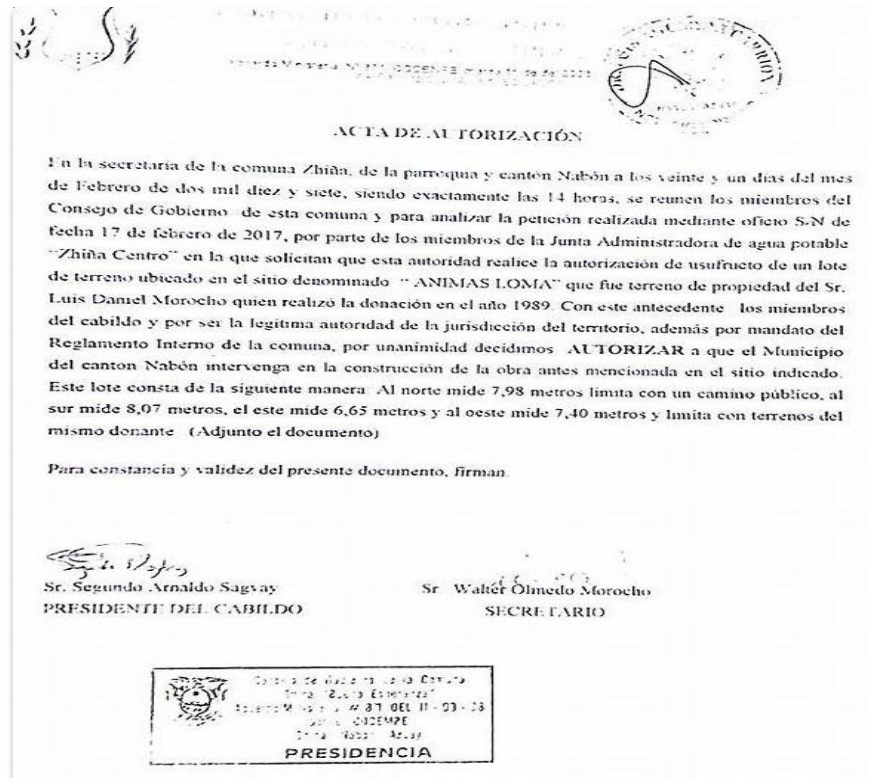 ACTA DE AUTORIZACIÓN
En la secretaria de la comuna Zhiña, de la parroquia y cantón Nabón a los veinte y un días del mes
de Febrero de dos mil diez y siete, siendo exactamente las 14 horas, se reunen los miembros del
Consejo de Gobierno de esta comuna y para analizar la petición realizada mediante oficio S.N de
fecha 17 de febrero de 2017, por parte de los miembros de la Junta Administradora de agua potable
"Zhiña Centro" en la que solicitan que esta autoridad realice la autorización de usufructo de un lote
de terreno ubicado en el sitio denominado " ANIMAS LOMA" que fue terreno de propiedad del Sr.
Luis Daniel Morocho quien realizó la donación en el año 1989. Con este antecedente los miembros
del cabildo y por ser la legítima autoridad de la jurisdicción del territorio, además por mandato del
Reglamento Interno de la comuna, por unanimidad decidimos AUTORIZAR a que el Municipio
del canton Nabón intervenga en la construcción de la obra antes mencionada en el sitio indicado.
Este lote consta de la siguiente manera: Al norte mide 7,98 metros limita con un camino público, al
sur mide 8,07 metros, el este mide 6,65 metros y al oeste mide 7,40 metros y limita con terrenos del
mismo donante (Adjunto el documento)
Para constancia y validez del presente documento, firman.
Sr. Segundo Arnaldo Sagvay
PRESIDENTE DEL CABILDO
Sr. Walter Olmedo Morocho
SECRETARIO
PRESIDENCIA